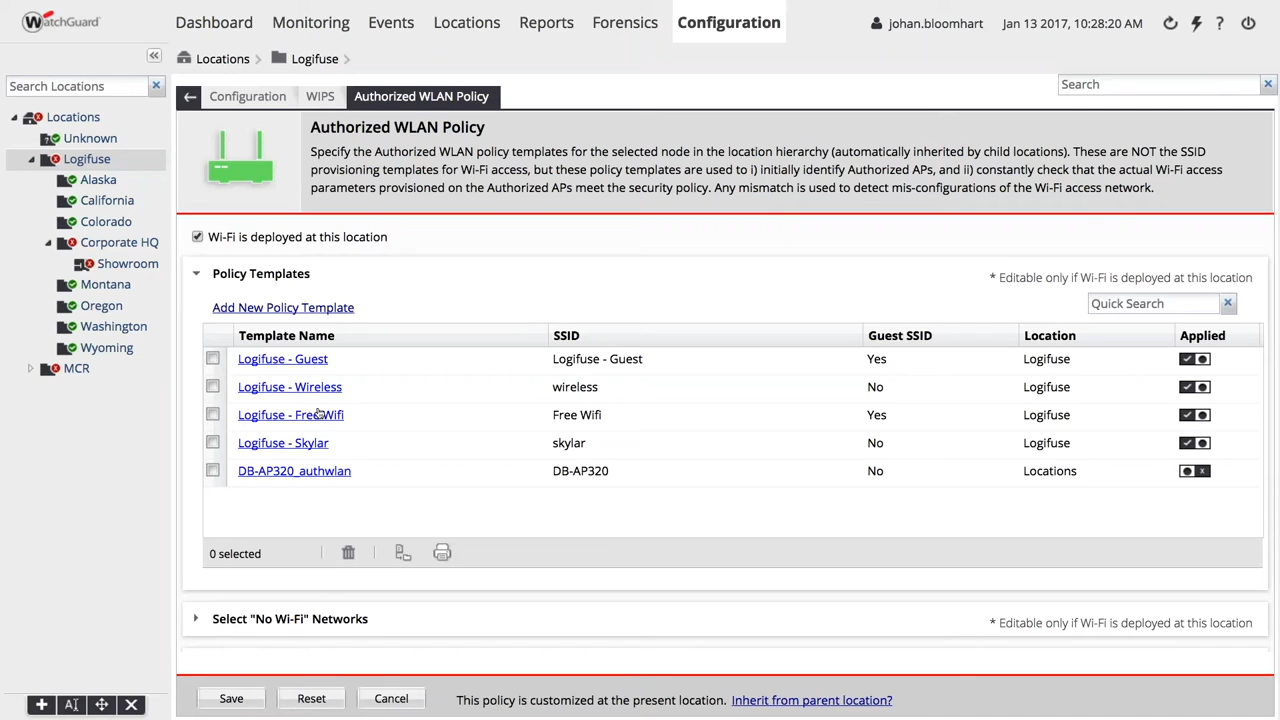 WatchGuard
Dashboard Monitoring Events Locations Reports Forensics Configuration
johan.bloomhart Jan 13 2017, 10:28:20 AM ?
Locations Logifuse
Search Locations
Search
Configuration WIPS Authorized WLAN Policy
Locations
Unknown
Logifuse
Alaska
California
Colorado
Corporate HQ
Showroom
Montana
Oregon
Washington
Wyoming
MCR
Authorized WLAN Policy
Specify the Authorized WLAN policy templates for the selected node in the location hierarchy (automatically inherited by child locations). These are NOT the SSID
provisioning templates for Wi-Fi access, but these policy templates are used to i) initially identify Authorized APs, and ii) constantly check that the actual Wi-Fi access
parameters provisioned on the Authorized APs meet the security policy. Any mismatch is used to detect mis-configurations of the Wi-Fi access network.
Wi-Fi is deployed at this location
Policy Templates
* Editable only if Wi-Fi is deployed at this location
Add New Policy Template
Quick Search
Template Name SSID Guest SSID Location Applied
Logifuse - Guest Logifuse - Guest Yes Logifuse
Logifuse - Wireless wireless No Logifuse
Logifuse - Free Wifi Free Wifi Yes Logifuse
Logifuse - Skylar skylar No Logifuse
DB-AP320_authwlan DB-AP320 No Locations
0 selected
Select "No Wi-Fi" Networks
* Editable only if Wi-Fi is deployed at this location
Save Reset Cancel This policy is customized at the present location. Inherit from parent location?